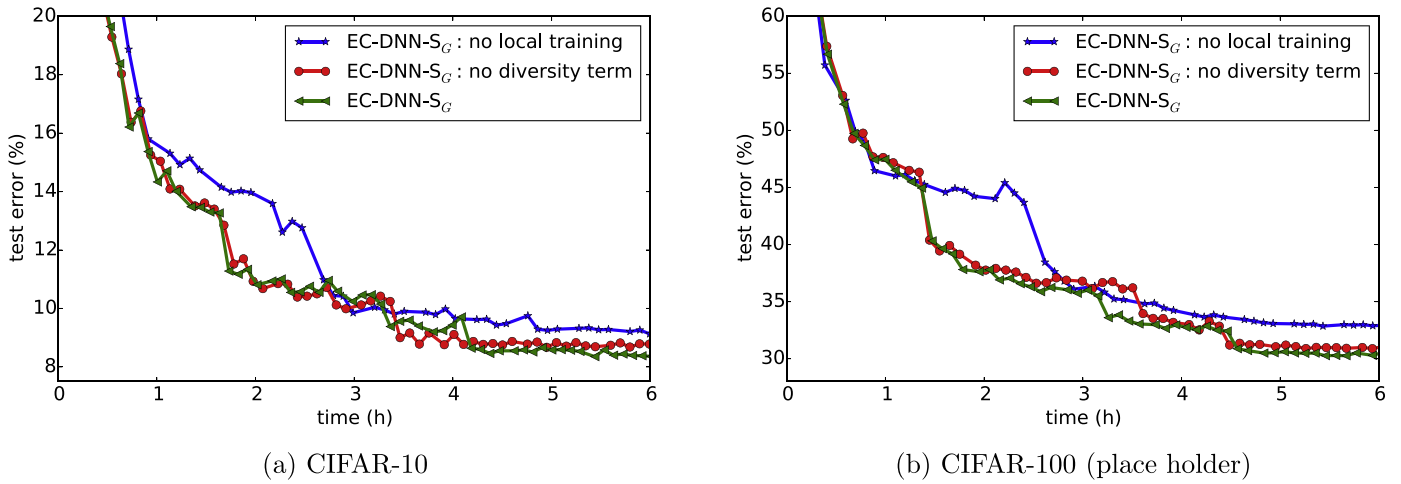 20
18
16
14
12
10
8
test error (%)
0 1 2 3 4 5 6
time (h)
EC-DNN-S_G : no local training
EC-DNN-S_G : no diversity term
EC-DNN-S_G
(a) CIFAR-10
60
55
50
45
40
35
30
test error (%)
0 1 2 3 4 5 6
time (h)
EC-DNN-S_G : no local training
EC-DNN-S_G : no diversity term
EC-DNN-S_G
(b) CIFAR-100 (place holder)